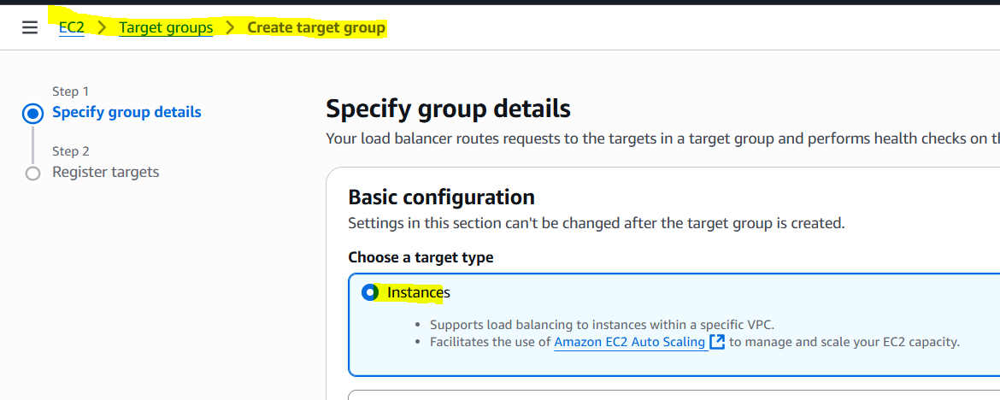 EC2 > Target groups > Create target group
Step 1
Specify group details
Step 2
Register targets
Specify group details
Your load balancer routes requests to the targets in a target group and performs health checks on
Basic configuration
Settings in this section can't be changed after the target group is created.
Choose a target type
Instances
• Supports load balancing to instances within a specific VPC.
• Facilitates the use of Amazon EC2 Auto Scaling to manage and scale your EC2 capacity.